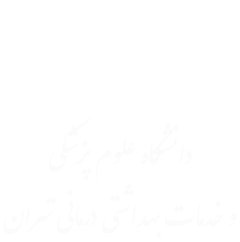 دانشگاه علوم پزشکی
و خدمات بهداشتی درمانی تهران